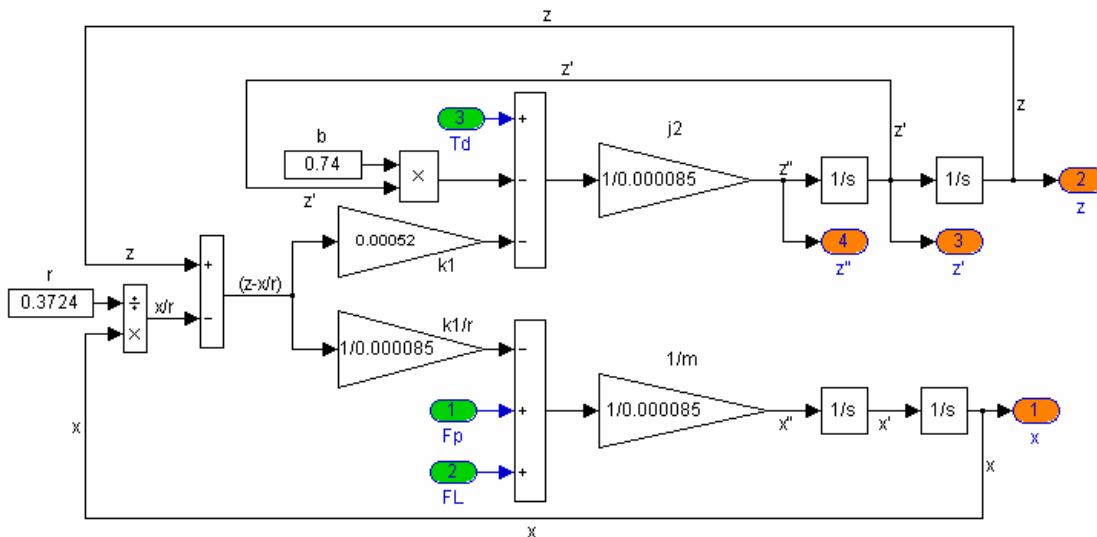 z
z'
3
Td
b
0.74
×
z'
+
−
−
j2
1/0.000085
z"
1/s
z'
1/s
z
2
z
4
z"
3
z'
0.00052
k1
z
r
0.3724
÷
×
x/r
+
−
(z-x/r)
k1/r
1/0.000085
−
+
+
1
Fp
2
FL
1/m
1/0.000085
x"
1/s
x'
1/s
1
x
x
x
x